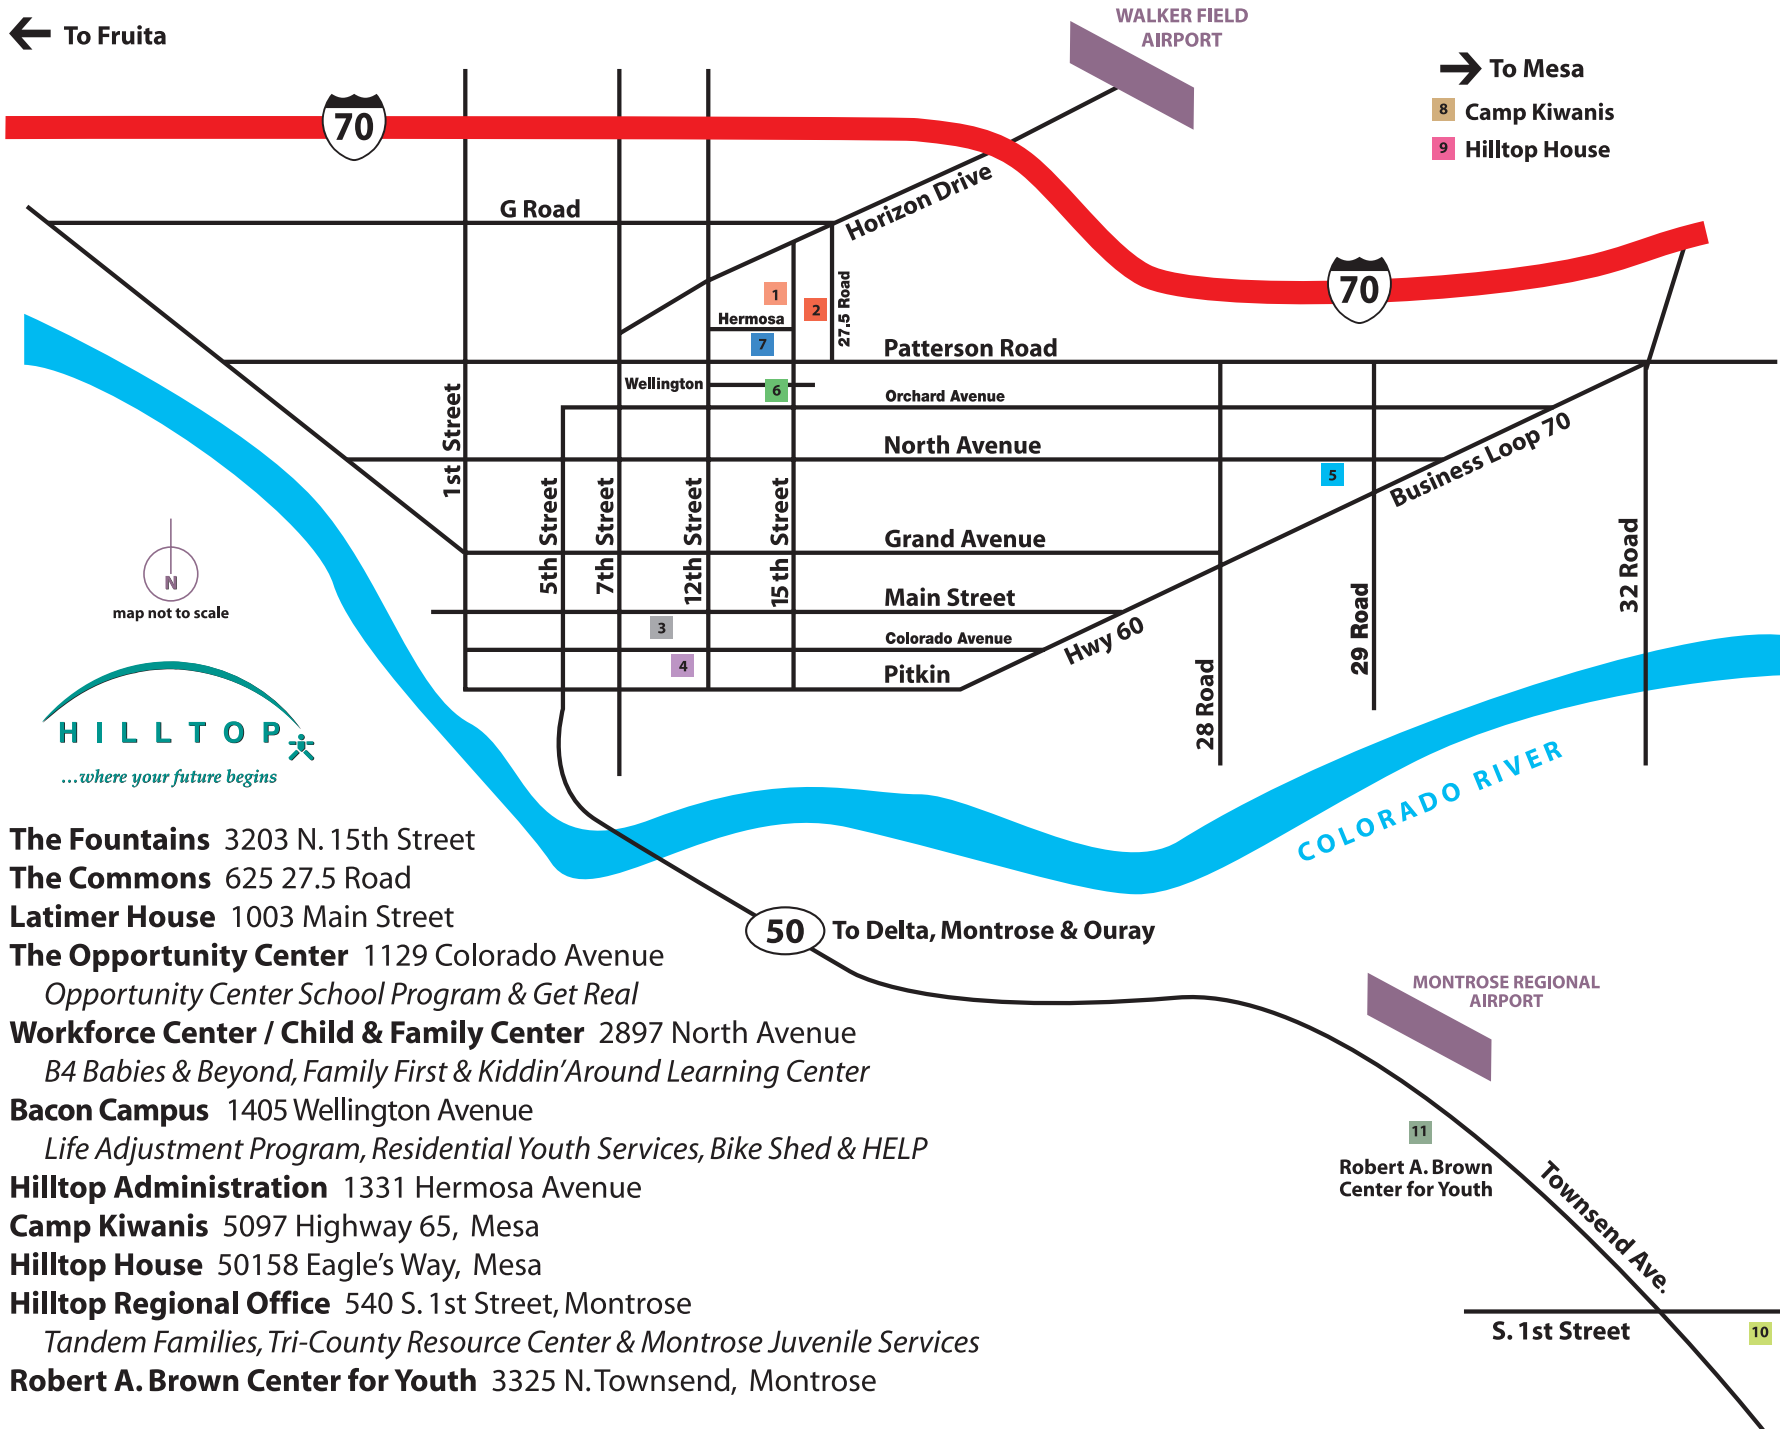 WALKER FIELD
AIRPORT
To Fruita
To Mesa
8 Camp Kiwanis
9 Hilltop House
70
G Road
Horizon Drive
70
1
2
27.5 Road
Hermosa
7
Patterson Road
Wellington
6
Orchard Avenue
1st Street
North Avenue
Business Loop 70
5
5th Street
7th Street
12th Street
15th Street
Grand Avenue
32 Road
N
map not to scale
Main Street
29 Road
3
Colorado Avenue
Hwy 60
4
Pitkin
28 Road
HILLTOP
...where your future begins
COLORADO RIVER
The Fountains 3203 N. 15th Street
The Commons 625 27.5 Road
Latimer House 1003 Main Street
The Opportunity Center 1129 Colorado Avenue
Opportunity Center School Program & Get Real
Workforce Center / Child & Family Center 2897 North Avenue
B4 Babies & Beyond, Family First & Kiddin'Around Learning Center
Bacon Campus 1405 Wellington Avenue
Life Adjustment Program, Residential Youth Services, Bike Shed & HELP
Hilltop Administration 1331 Hermosa Avenue
Camp Kiwanis 5097 Highway 65, Mesa
Hilltop House 50158 Eagle's Way, Mesa
Hilltop Regional Office 540 S. 1st Street, Montrose
Tandem Families, Tri-County Resource Center & Montrose Juvenile Services
Robert A. Brown Center for Youth 3325 N. Townsend, Montrose
50 To Delta, Montrose & Ouray
MONTROSE REGIONAL
AIRPORT
11
Robert A. Brown
Center for Youth
Townsend Ave.
S. 1st Street
10